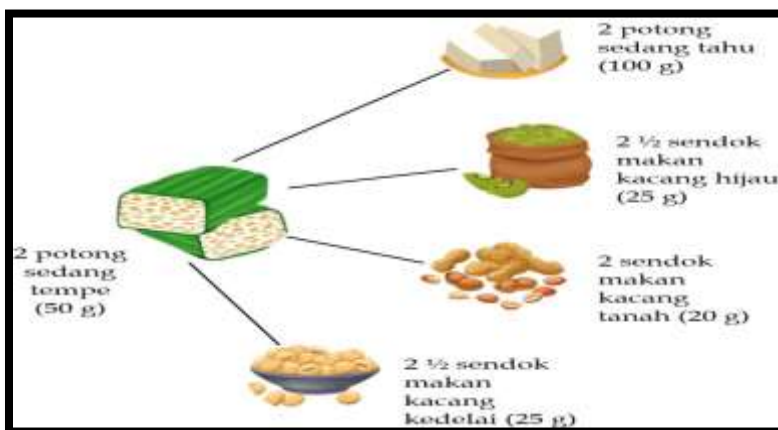 2 potong
sedang tahu
(100 g)
2 ½ sendok
makan
kacang hijau
(25 g)
2 potong
sedang
tempe
(50 g)
2 sendok
makan
kacang
tanah (20 g)
2 ½ sendok
makan
kacang
kedelai (25 g)